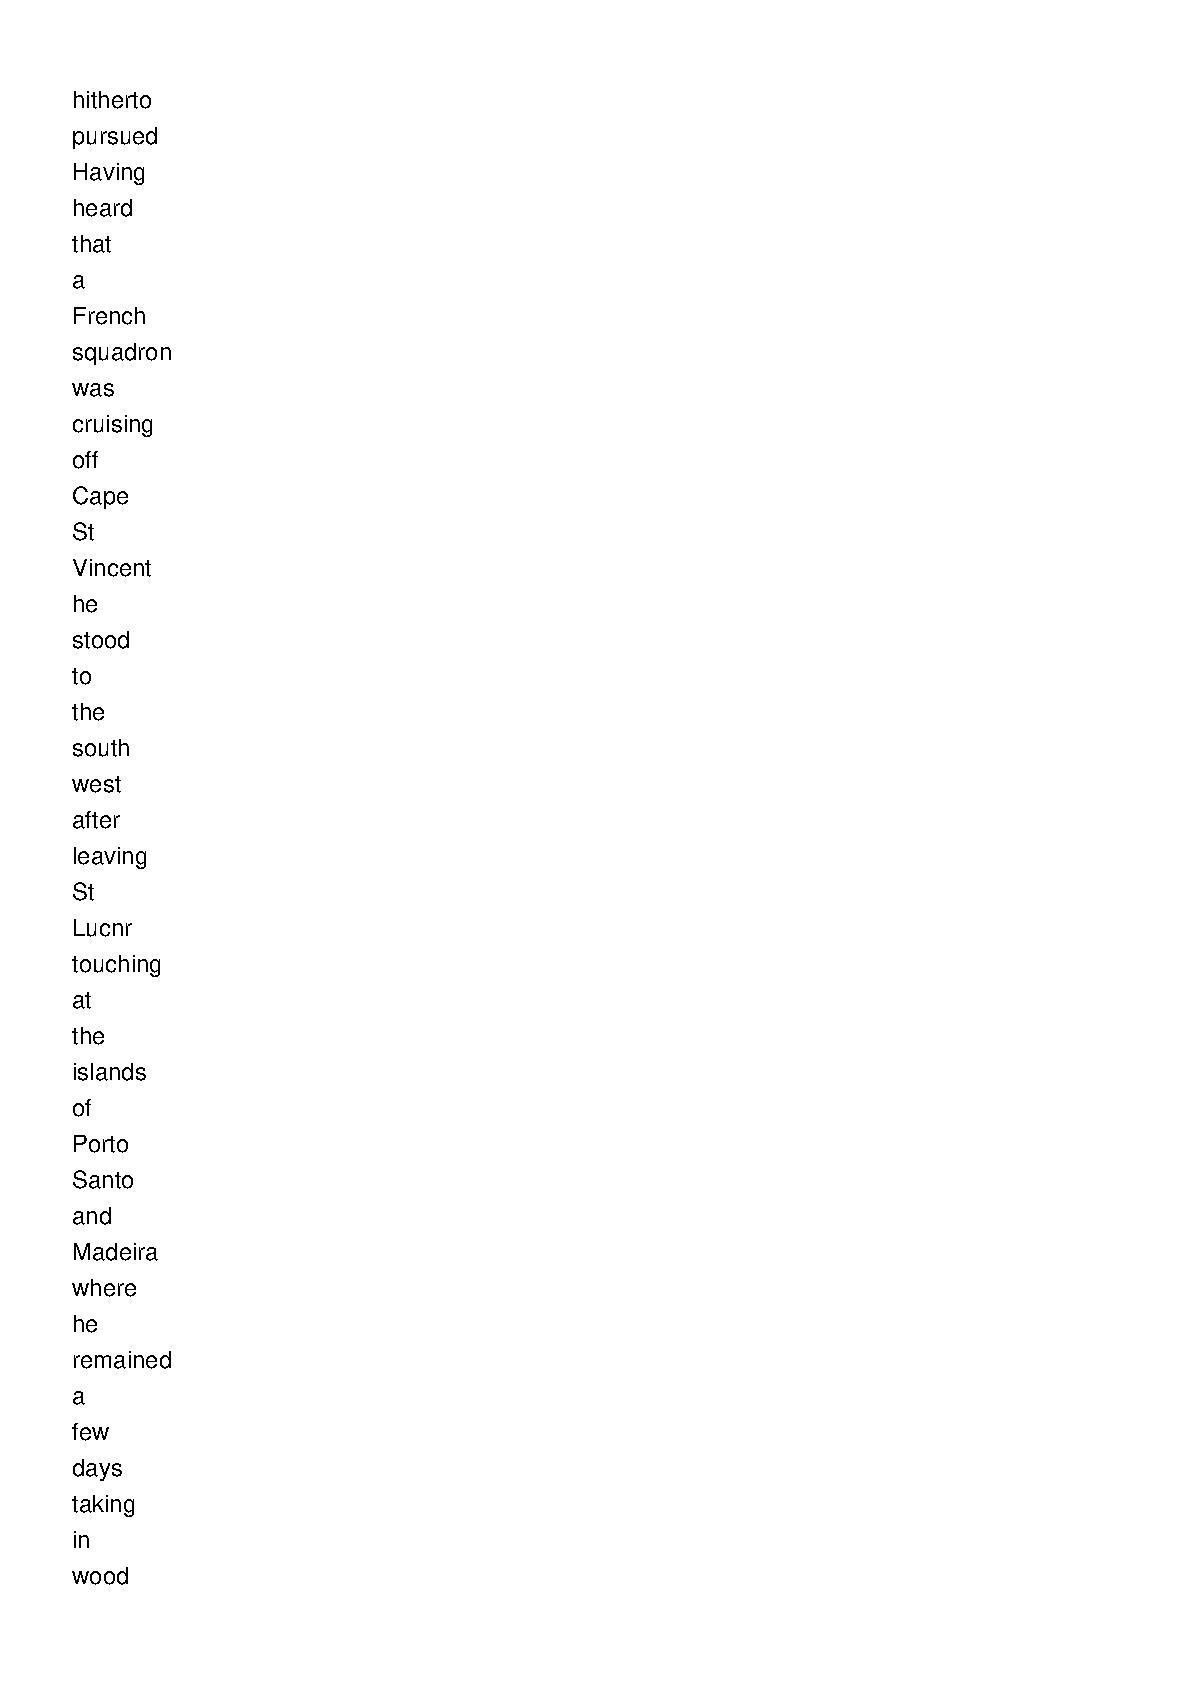 hitherto
pursued
Having
heard
that
a
French
squadron
was
cruising
off
Cape
St
Vincent
he
stood
to
the
south
west
after
leaving
St
Lucnr
touching
at
the
islands
of
Porto
Santo
and
Madeira
where
he
remained
a
few
days
taking
in
wood